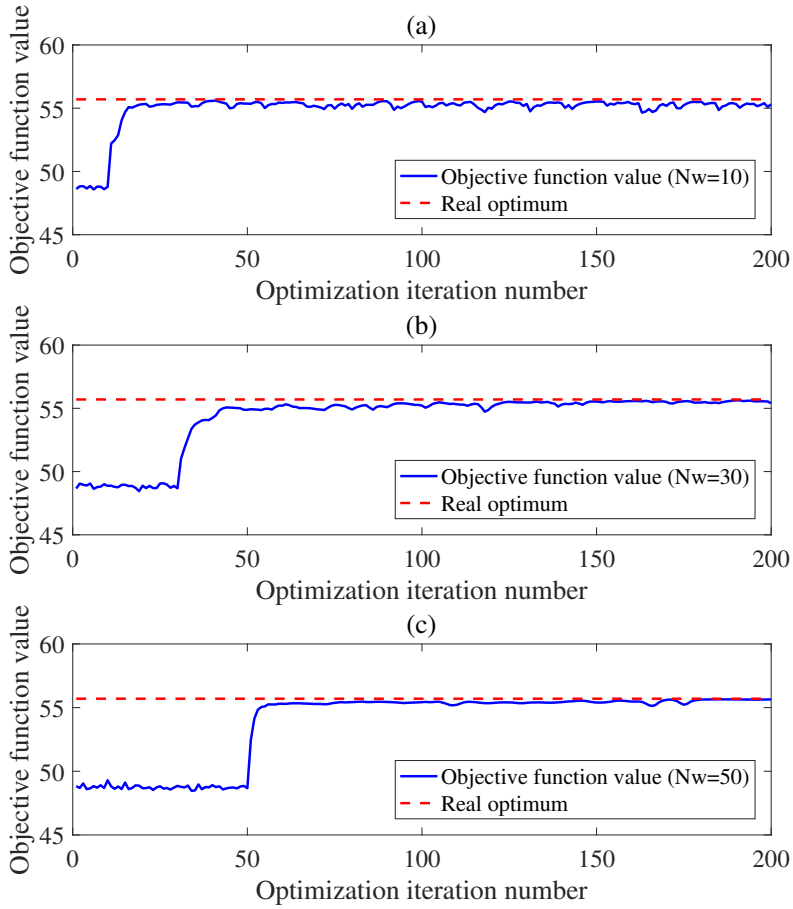 (a)
Objective function value
60
55
50
45
Objective function value (Nw=10)
Real optimum
0
50
100
150
200
Optimization iteration number
(b)
Objective function value
60
55
50
45
Objective function value (Nw=30)
Real optimum
0
50
100
150
200
Optimization iteration number
(c)
Objective function value
60
55
50
45
Objective function value (Nw=50)
Real optimum
0
50
100
150
200
Optimization iteration number